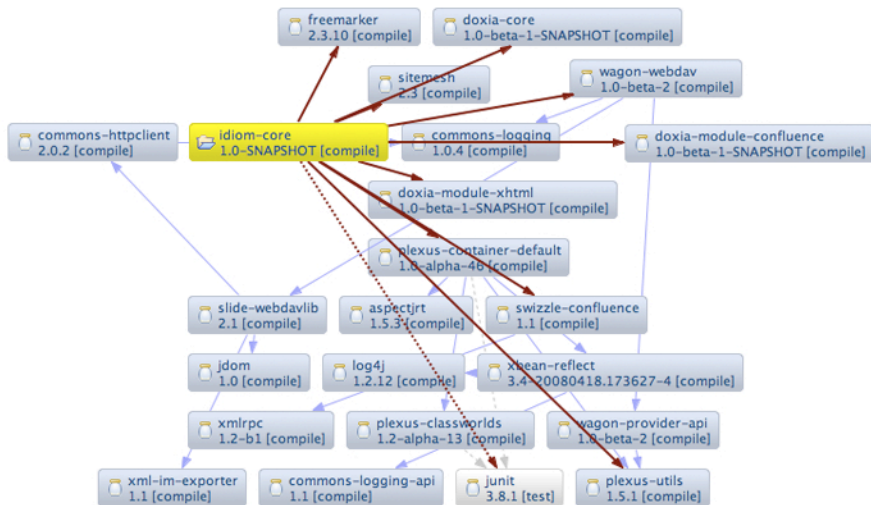 freemarker
2.3.10 [compile]
doxia-core
1.0-beta-1-SNAPSHOT [compile]
sitemesh
2.3 [compile]
wagon-webdav
1.0-beta-2 [compile]
commons-httpclient
2.0.2 [compile]
idiom-core
1.0-SNAPSHOT [compile]
commons-logging
1.0.4 [compile]
doxia-module-confluence
1.0-beta-1-SNAPSHOT [compile]
doxia-module-xhtml
1.0-beta-1-SNAPSHOT [compile]
plexus-container-default
1.0-alpha-46 [compile]
slide-webdavlib
2.1 [compile]
aspectjrt
1.5.3 [compile]
swizzle-confluence
1.1 [compile]
jdom
1.0 [compile]
log4j
1.2.12 [compile]
xbean-reflect
3.4-20080418.173627-4 [compile]
xmlrpc
1.2-b1 [compile]
plexus-classworlds
1.2-alpha-13 [compile]
wagon-provider-api
1.0-beta-2 [compile]
xml-im-exporter
1.1 [compile]
commons-logging-api
1.1 [compile]
junit
3.8.1 [test]
plexus-utils
1.5.1 [compile]